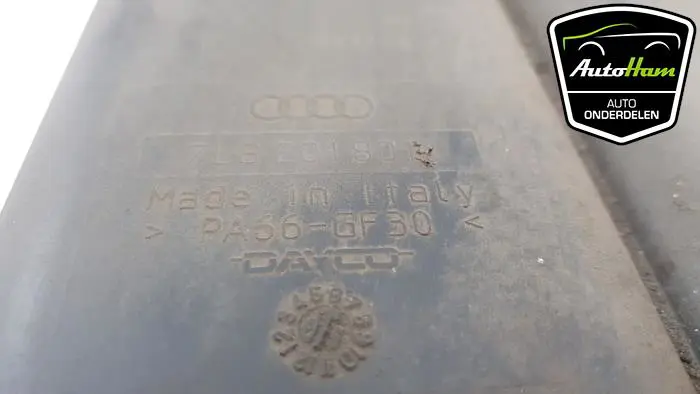 AutoHam
AUTO
ONDERDELEN
Made in Italy
> PA66-GF30 <
DAYCO